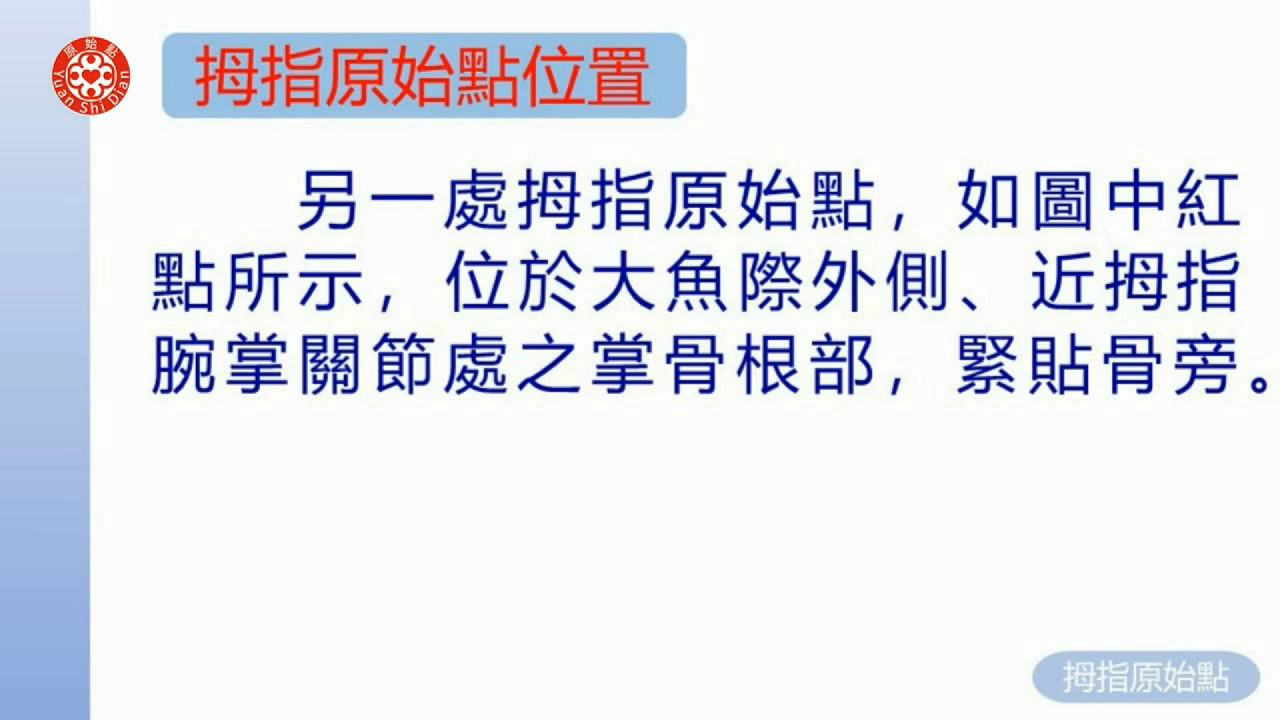 原始點
Yuan Shi Dian
拇指原始點位置
另一處拇指原始點，如圖中紅
點所示，位於大魚際外側、近拇指
腕掌關節處之掌骨根部，緊貼骨旁。
拇指原始點